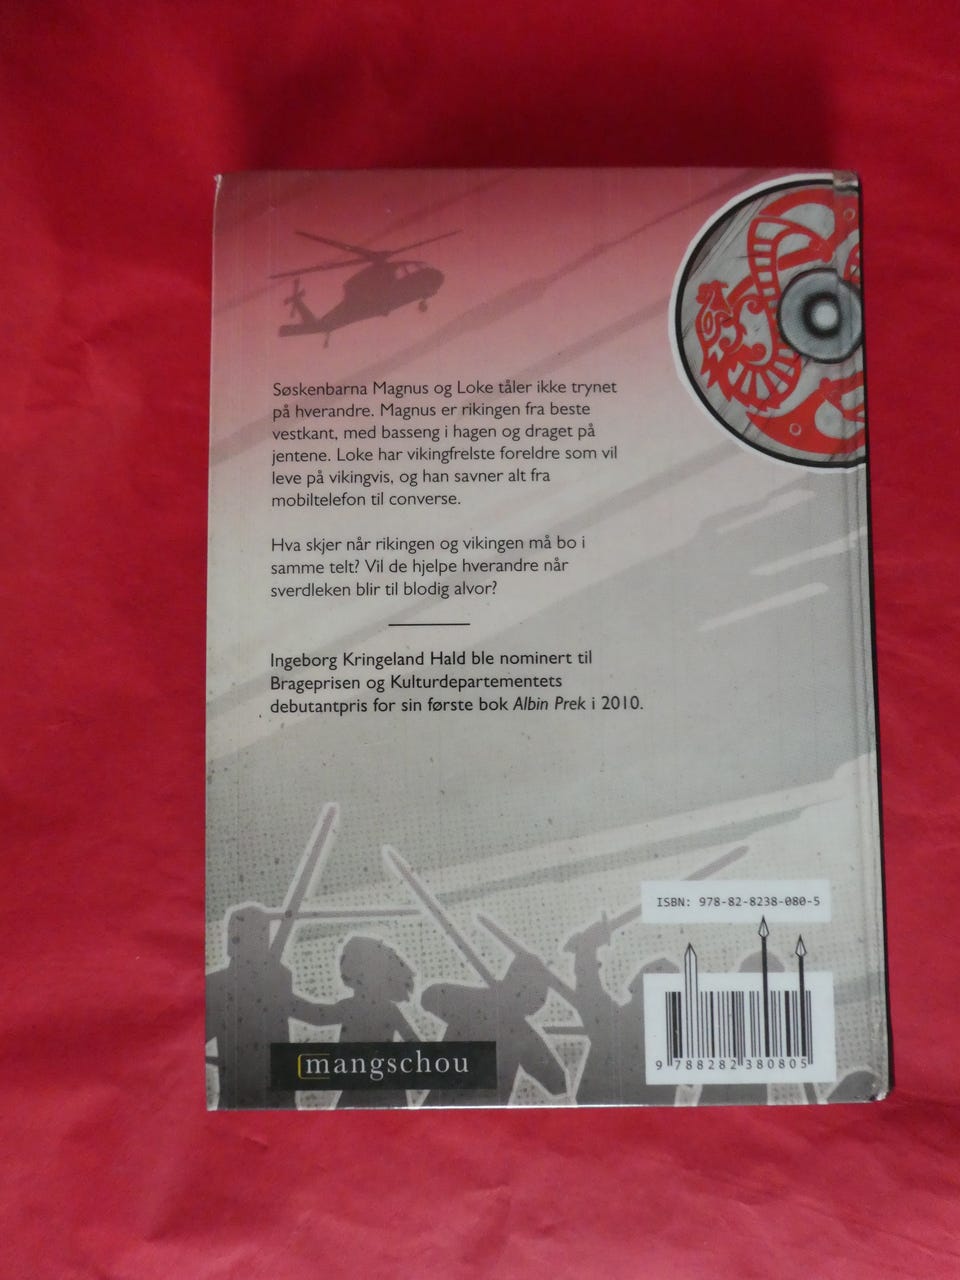 Søskenbarna Magnus og Loke tåler ikke trynet
på hverandre. Magnus er rikingen fra beste
vestkant, med basseng i hagen og draget på
jentene. Loke har vikingfrelste foreldre som vil
leve på vikingvis, og han savner alt fra
mobiltelefon til converse.
Hva skjer når rikingen og vikingen må bo i
samme telt? Vil de hjelpe hverandre når
sverdleken blir til blodig alvor?
Ingeborg Kringeland Hald ble nominert til
Brageprisen og Kulturdepartementets
debutantpris for sin første bok Albin Prek i 2010.
ISBN: 978-82-8238-080-5
9 788282 380805
mangschou